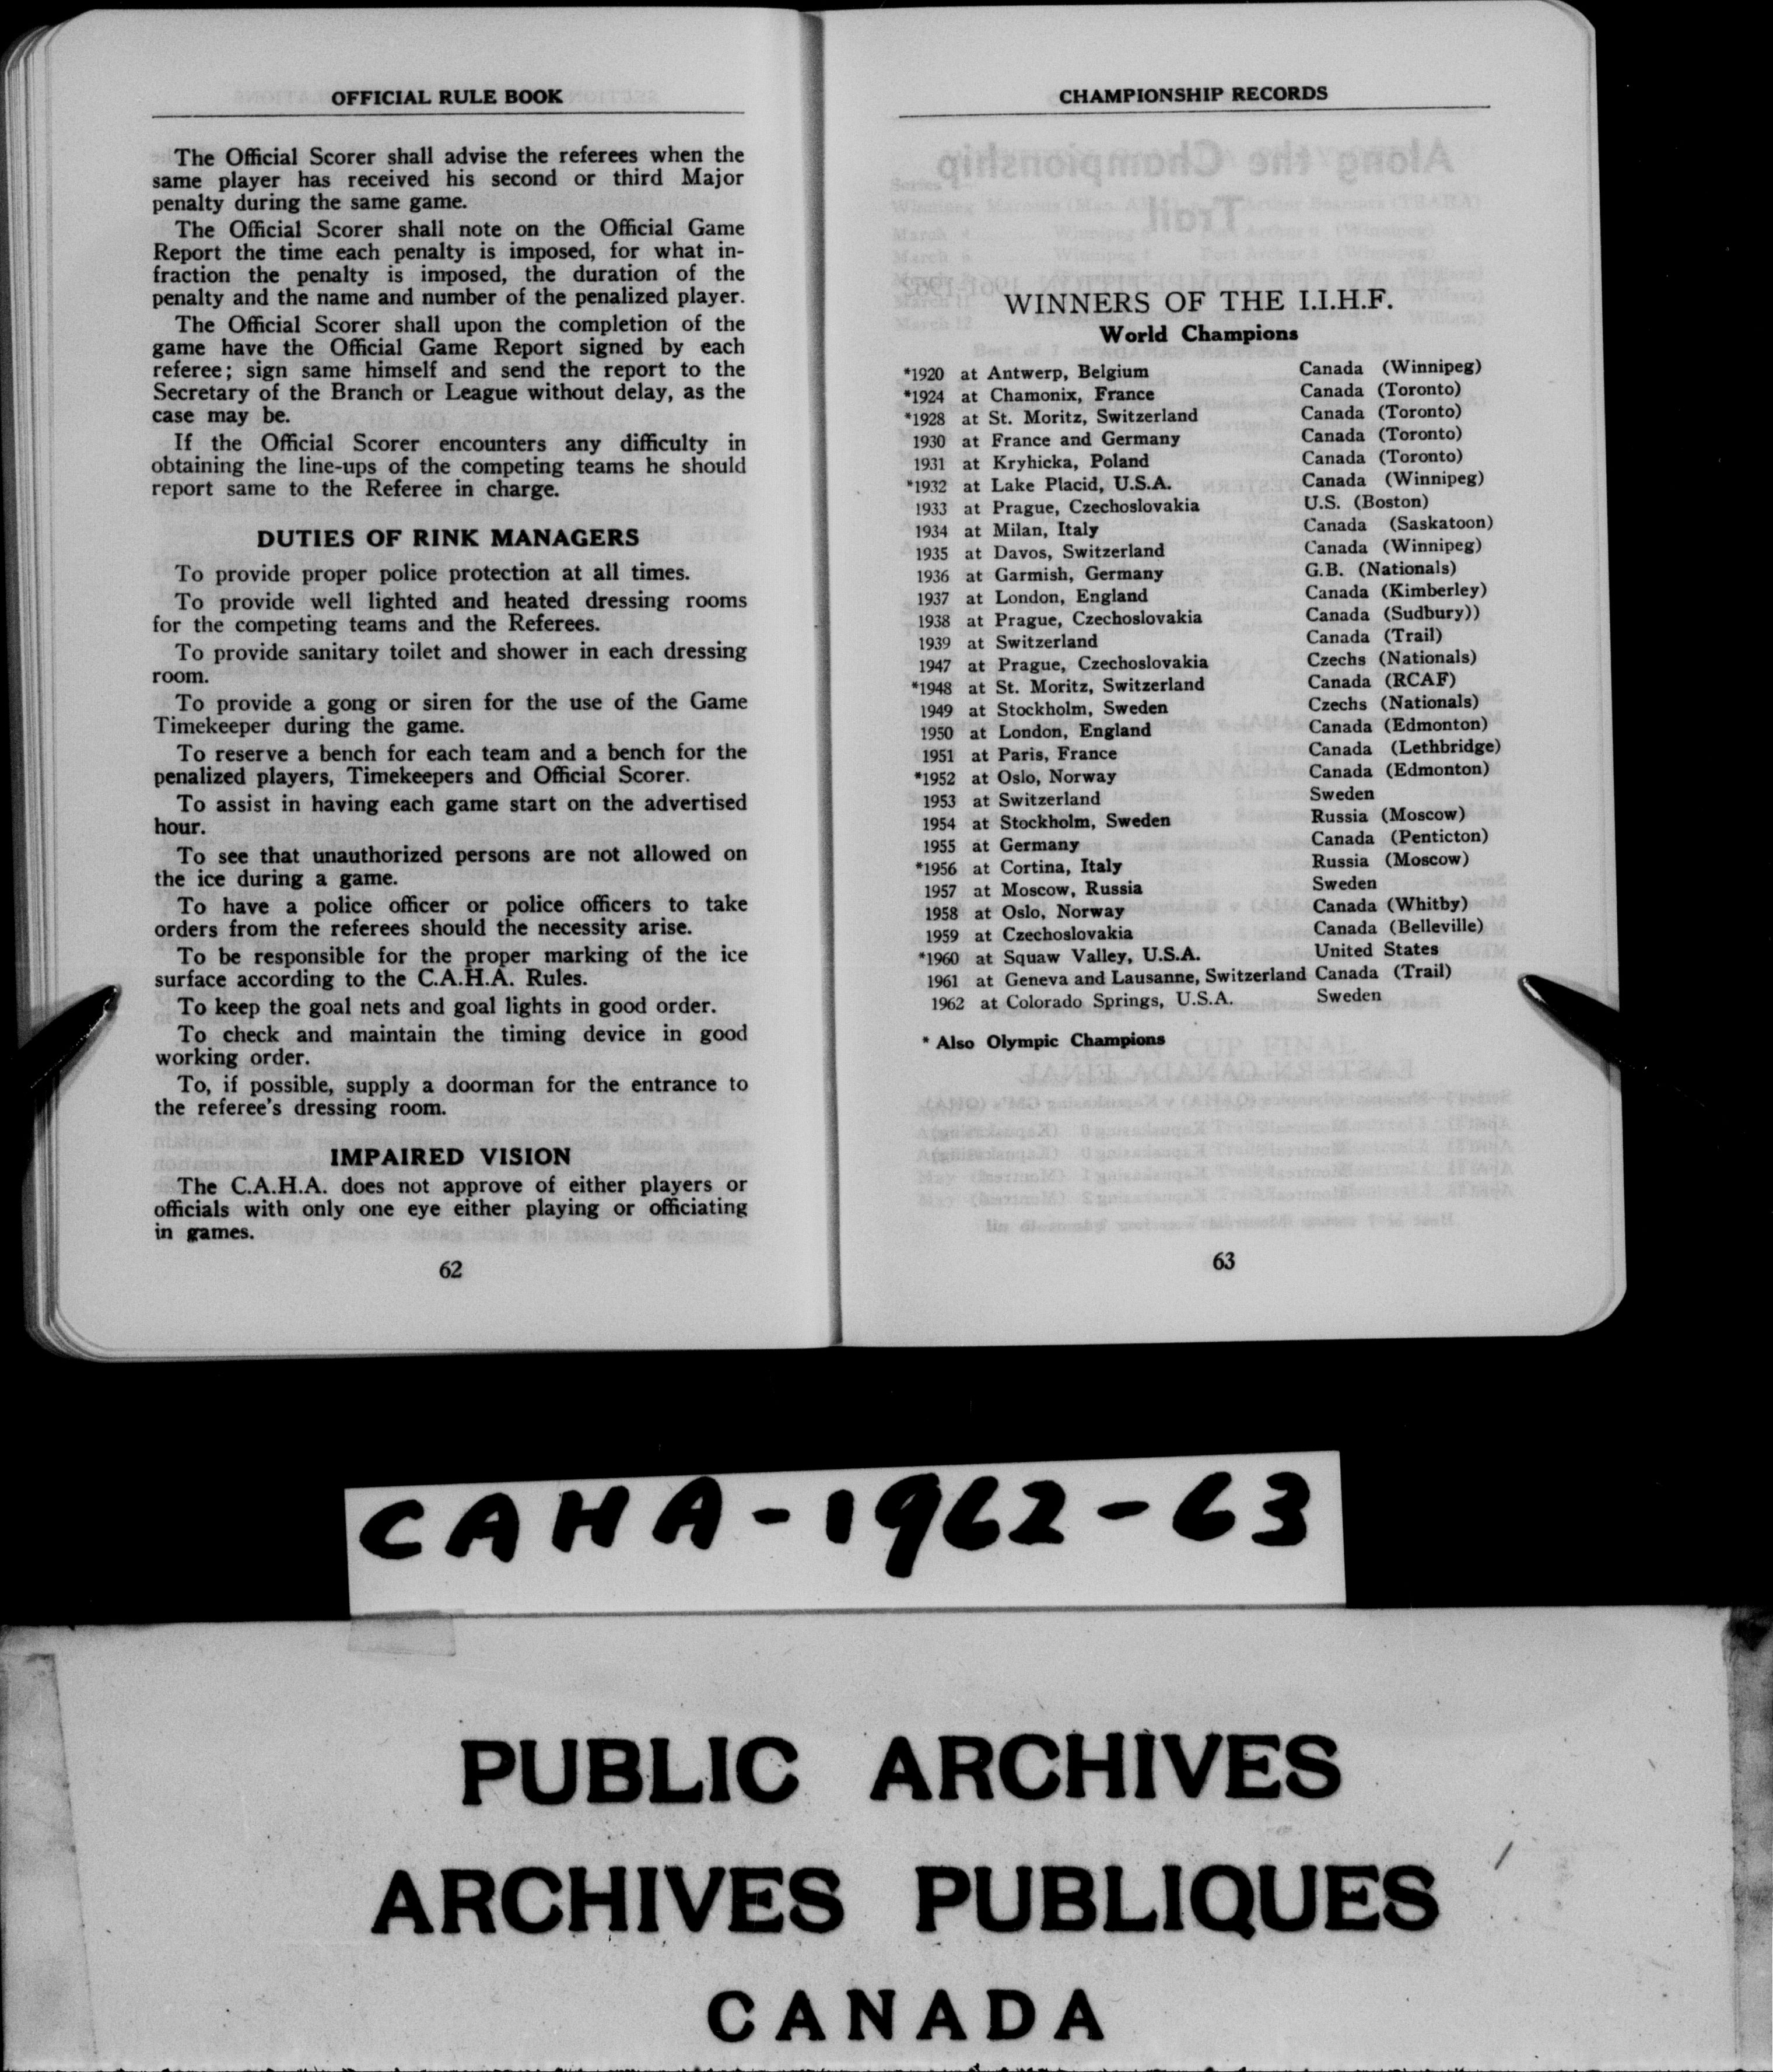 OFFICIAL RULE BOOK
The Official Scorer shall advise the referees when the
same player has received his second or third Major
penalty during the same game.
The Official Scorer shall note on the Official Game
Report the time each penalty is imposed, for what in-
fraction the penalty is imposed, the duration of the
penalty and the name and number of the penalized player.
The Official Scorer shall upon the completion of the
game have the Official Game Report signed by each
referee; sign same himself and send the report to the
Secretary of the Branch or League without delay, as the
case may be.
If the Official Scorer encounters any difficulty in
obtaining the line-ups of the competing teams he should
report same to the Referee in charge.
DUTIES OF RINK MANAGERS
To provide proper police protection at all times.
To provide well lighted and heated dressing rooms
for the competing teams and the Referees.
To provide sanitary toilet and shower in each dressing
room.
To provide a gong or siren for the use of the Game
Timekeeper during the game.
To reserve a bench for each team and a bench for the
penalized players, Timekeepers and Official Scorer.
To assist in having each game start on the advertised
hour.
To see that unauthorized persons are not allowed on
the ice during a game.
To have a police officer or police officers to take
orders from the referees should the necessity arise.
To be responsible for the proper marking of the ice
surface according to the C.A.H.A. Rules.
To keep the goal nets and goal lights in good order.
To check and maintain the timing device in good
working order.
To, if possible, supply a doorman for the entrance to
the referee's dressing room.
IMPAIRED VISION
The C.A.H.A. does not approve of either players or
officials with only one eye either playing or officiating
in games.
62
CHAMPIONSHIP RECORDS
WINNERS OF THE I.I.H.F.
World Champions
*1920 at Antwerp, Belgium Canada (Winnipeg)
*1924 at Chamonix, France Canada (Toronto)
*1928 at St. Moritz, Switzerland Canada (Toronto)
1930 at France and Germany Canada (Toronto)
1931 at Kryhicka, Poland Canada (Toronto)
*1932 at Lake Placid, U.S.A. Canada (Winnipeg)
1933 at Prague, Czechoslovakia U.S. (Boston)
1934 at Milan, Italy Canada (Saskatoon)
1935 at Davos, Switzerland Canada (Winnipeg)
1936 at Garmish, Germany G.B. (Nationals)
1937 at London, England Canada (Kimberley)
1938 at Prague, Czechoslovakia Canada (Sudbury))
1939 at Switzerland Canada (Trail)
1947 at Prague, Czechoslovakia Czechs (Nationals)
*1948 at St. Moritz, Switzerland Canada (RCAF)
1949 at Stockholm, Sweden Czechs (Nationals)
1950 at London, England Canada (Edmonton)
1951 at Paris, France Canada (Lethbridge)
*1952 at Oslo, Norway Canada (Edmonton)
1953 at Switzerland Sweden
1954 at Stockholm, Sweden Russia (Moscow)
1955 at Germany Canada (Penticton)
*1956 at Cortina, Italy Russia (Moscow)
1957 at Moscow, Russia Sweden
1958 at Oslo, Norway Canada (Whitby)
1959 at Czechoslovakia Canada (Belleville)
*1960 at Squaw Valley, U.S.A. United States
1961 at Geneva and Lausanne, Switzerland Canada (Trail)
1962 at Colorado Springs, U.S.A. Sweden
* Also Olympic Champions
63
CAHA-1962-63
PUBLIC ARCHIVES
ARCHIVES PUBLIQUES
CANADA